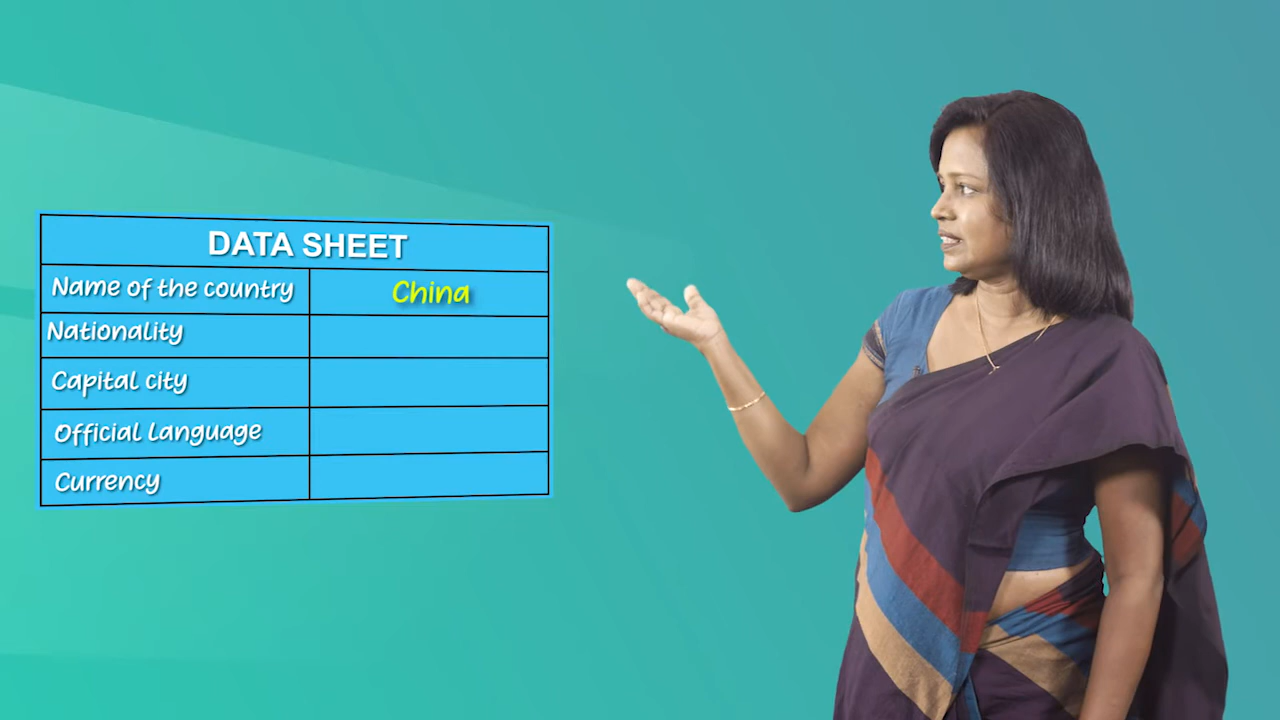 DATA SHEET
Name of the country China
Nationality
Capital city
Official language
Currency